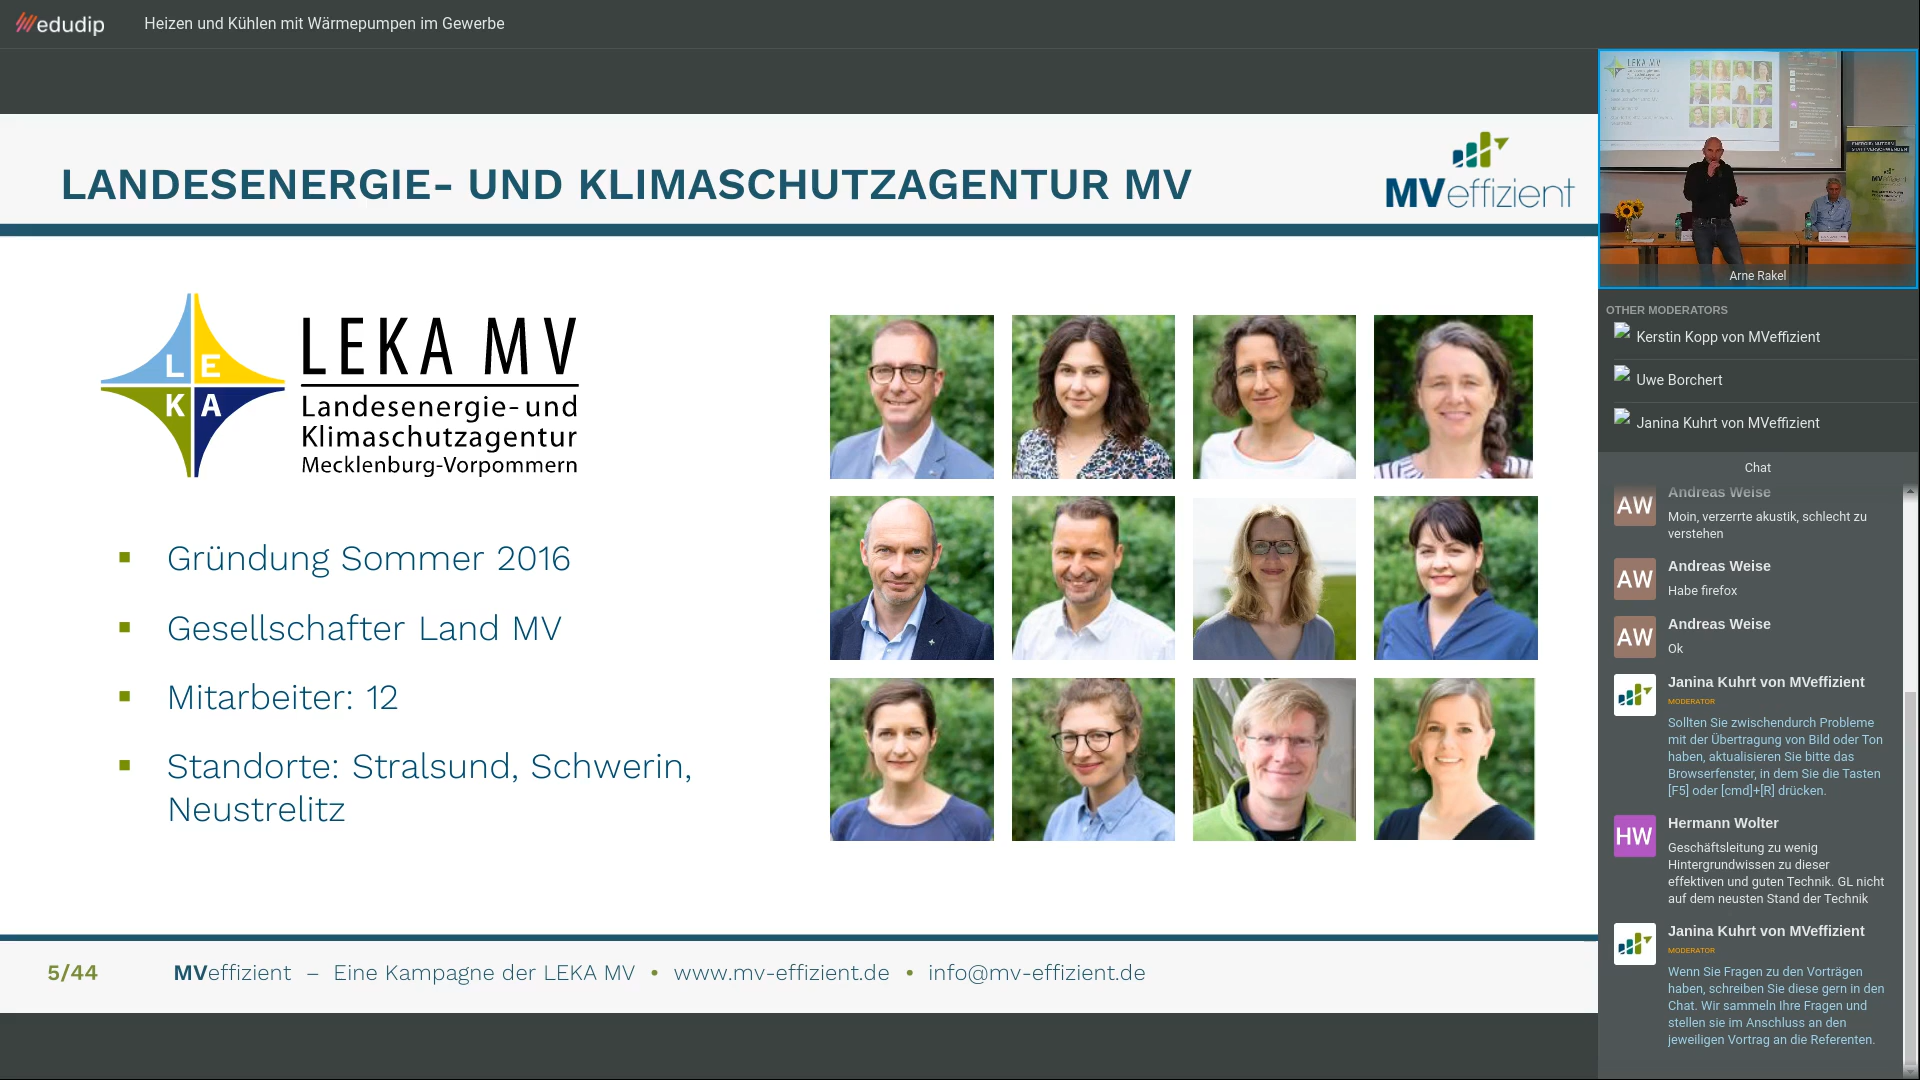 edudip
Heizen und Kühlen mit Wärmepumpen im Gewerbe
LANDESENERGIE- UND KLIMASCHUTZAGENTUR MV
MVeffizient
L E
K A
LEKA MV
Landesenergie- und
Klimaschutzagentur
Mecklenburg-Vorpommern
Gründung Sommer 2016
Gesellschafter Land MV
Mitarbeiter: 12
Standorte: Stralsund, Schwerin,
Neustrelitz
5/44
MVeffizient – Eine Kampagne der LEKA MV • www.mv-effizient.de • info@mv-effizient.de
LEKA MV
ENERGIE NUTZEN
STATT VERSCHWENDEN
MVeffizient
Arne Rakel
OTHER MODERATORS
Kerstin Kopp von MVeffizient
Uwe Borchert
Janina Kuhrt von MVeffizient
Chat
AW
Andreas Weise
Moin, verzerrte akustik, schlecht zu
verstehen
AW
Andreas Weise
Habe firefox
AW
Andreas Weise
Ok
Janina Kuhrt von MVeffizient
MODERATOR
Sollten Sie zwischendurch Probleme
mit der Übertragung von Bild oder Ton
haben, aktualisieren Sie bitte das
Browserfenster, in dem Sie die Tasten
[F5] oder [cmd]+[R] drücken.
HW
Hermann Wolter
Geschäftsleitung zu wenig
Hintergrundwissen zu dieser
effektiven und guten Technik. GL nicht
auf dem neusten Stand der Technik
Janina Kuhrt von MVeffizient
MODERATOR
Wenn Sie Fragen zu den Vorträgen
haben, schreiben Sie diese gern in den
Chat. Wir sammeln Ihre Fragen und
stellen sie im Anschluss an den
jeweiligen Vortrag an die Referenten.